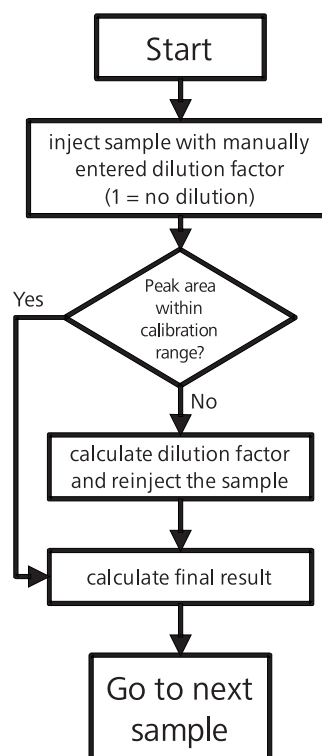 Start
inject sample with manually
entered dilution factor
(1 = no dilution)
Peak area
within
calibration
range?
Yes
No
calculate dilution factor
and reinject the sample
calculate final result
Go to next
sample